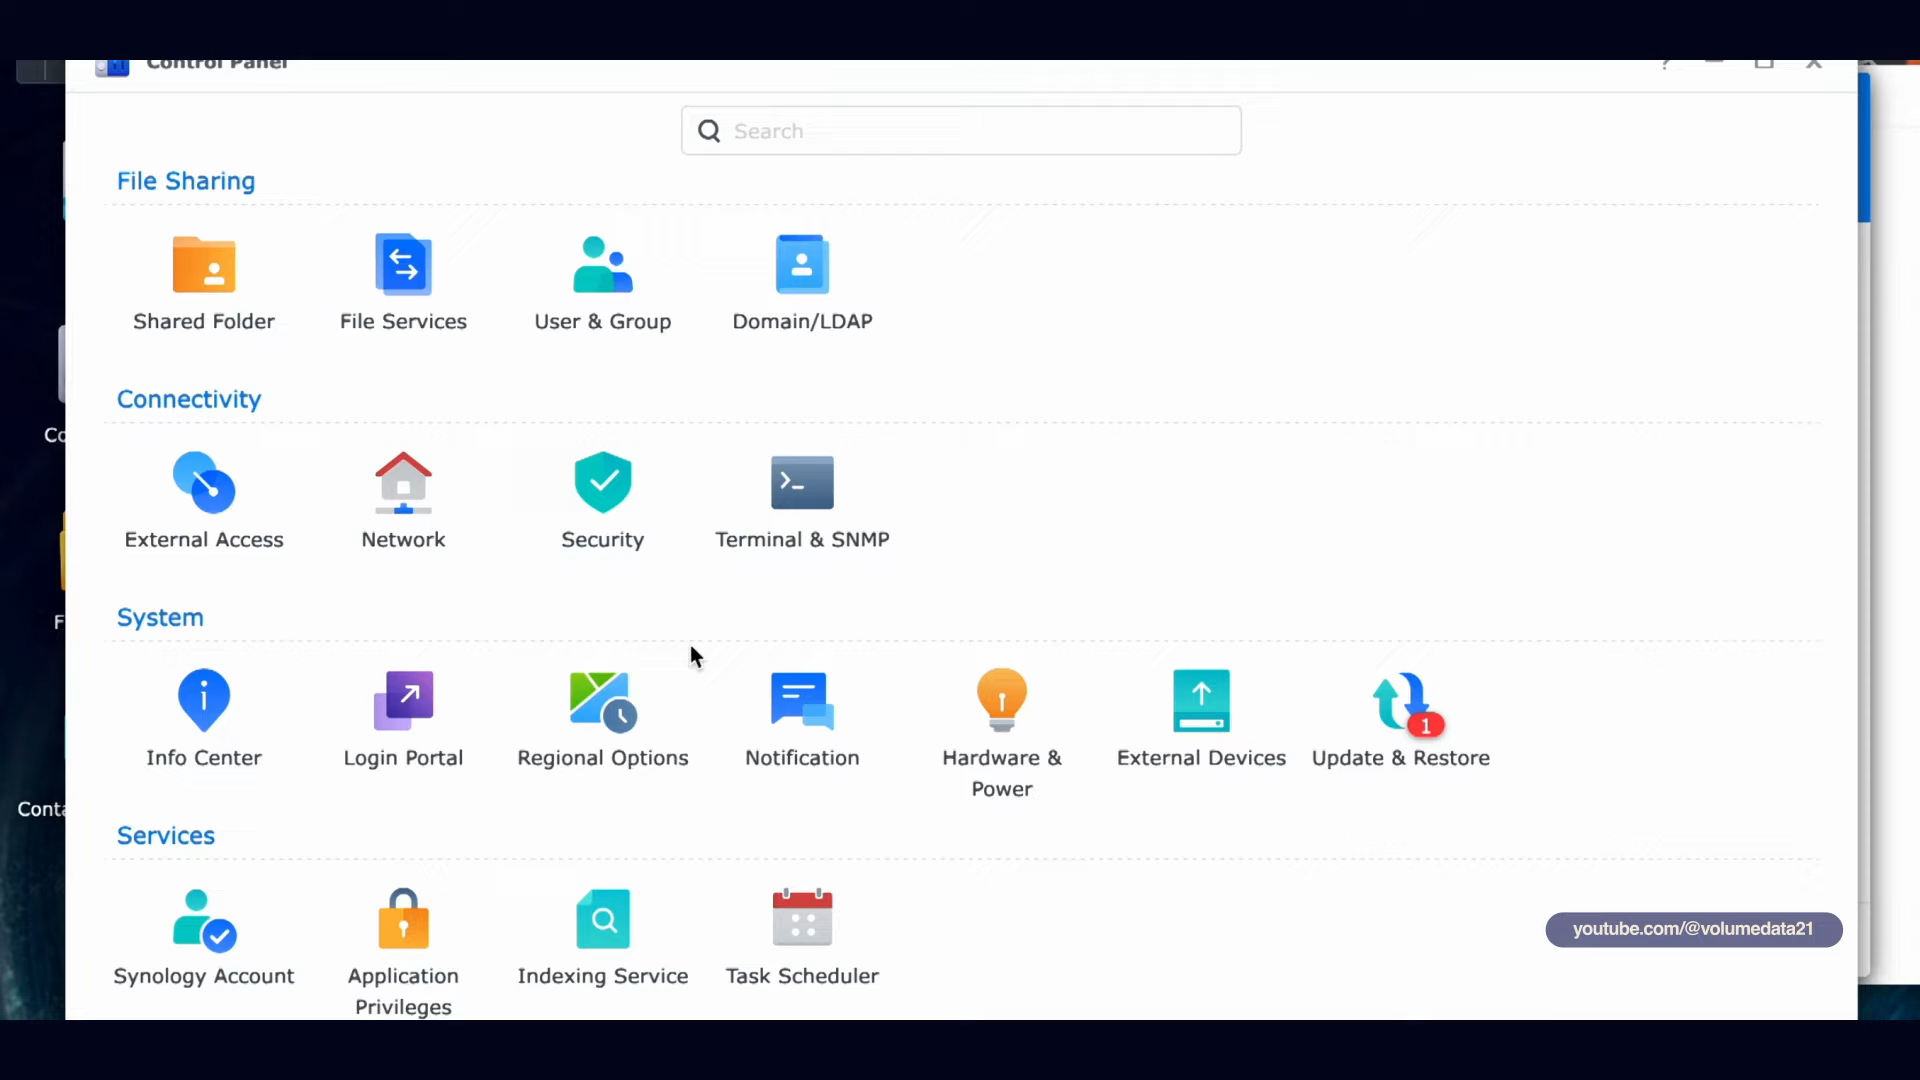 Control Panel
Search
File Sharing
Shared Folder
File Services
User & Group
Domain/LDAP
Connectivity
External Access
Network
Security
Terminal & SNMP
System
Info Center
Login Portal
Regional Options
Notification
Hardware &
Power
External Devices
1
Update & Restore
Services
Synology Account
Application
Privileges
Indexing Service
Task Scheduler
youtube.com/@volumedata21
Co
F
Conta